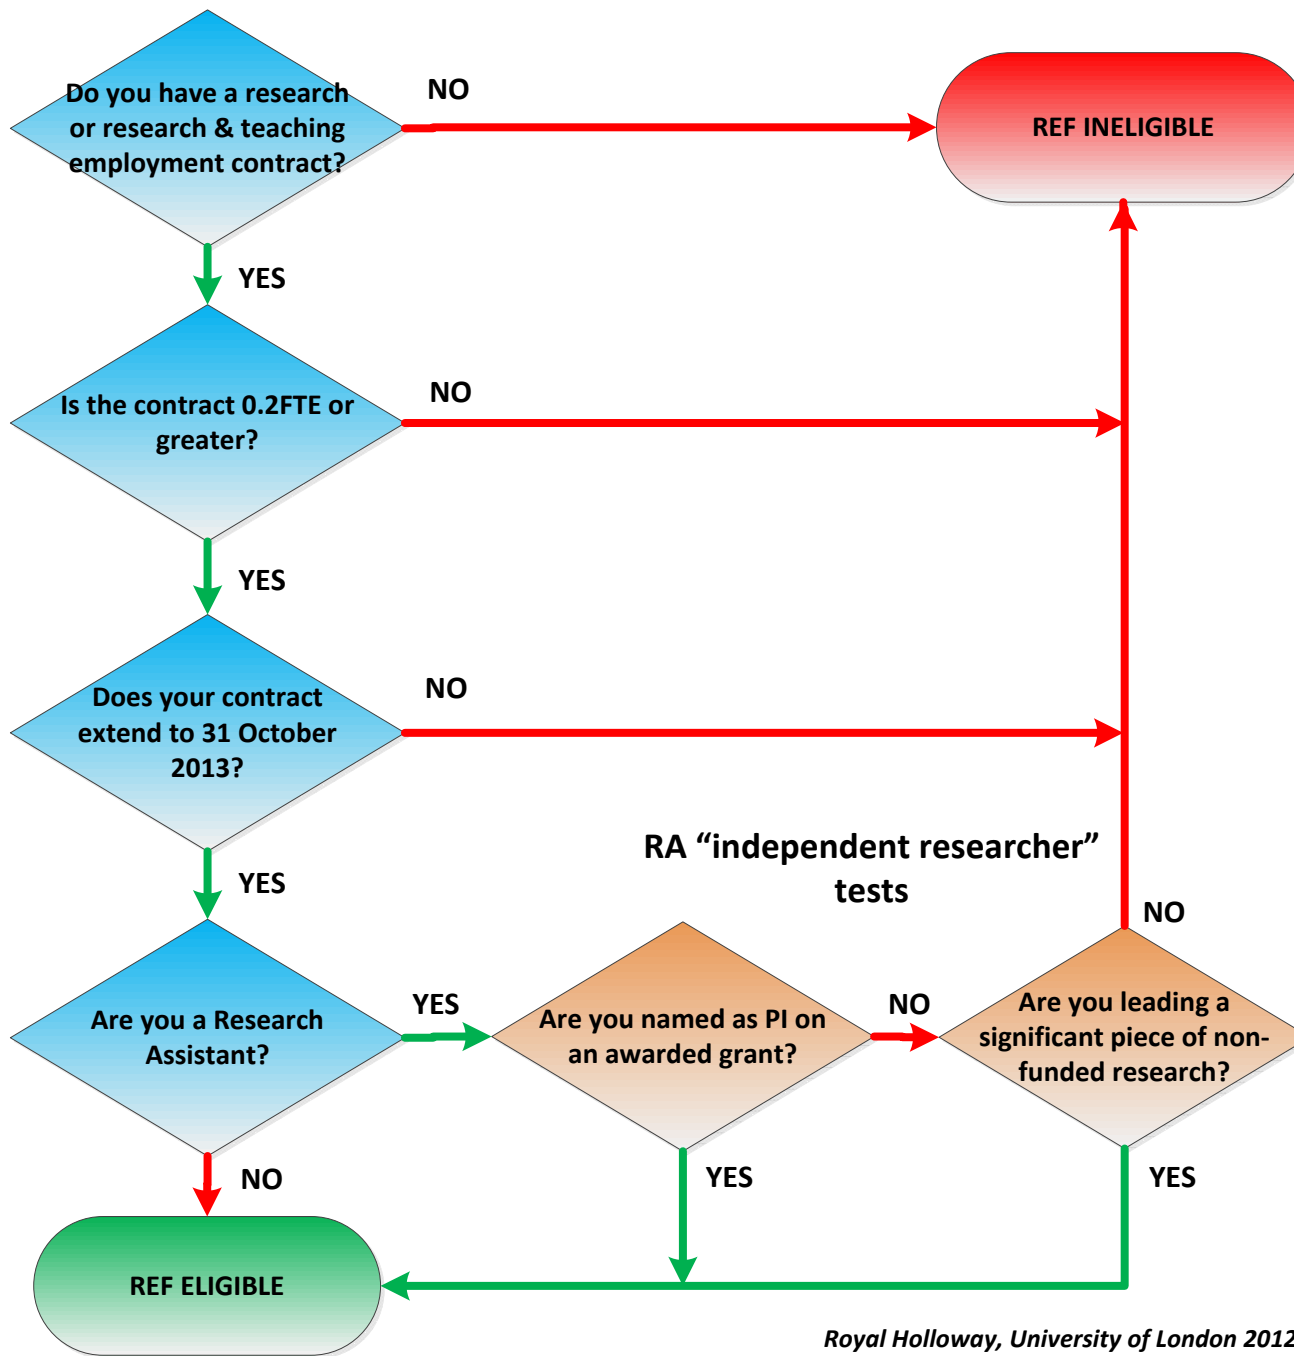 Do you have a research
or research & teaching
employment contract?
NO
REF INELIGIBLE
YES
Is the contract 0.2FTE or
greater?
NO
YES
Does your contract
extend to 31 October
2013?
NO
YES
RA “independent researcher”
tests
Are you a Research
Assistant?
YES
Are you named as PI on
an awarded grant?
NO
Are you leading a
significant piece of non-
funded research?
NO
NO
YES
YES
REF ELIGIBLE
Royal Holloway, University of London 2012